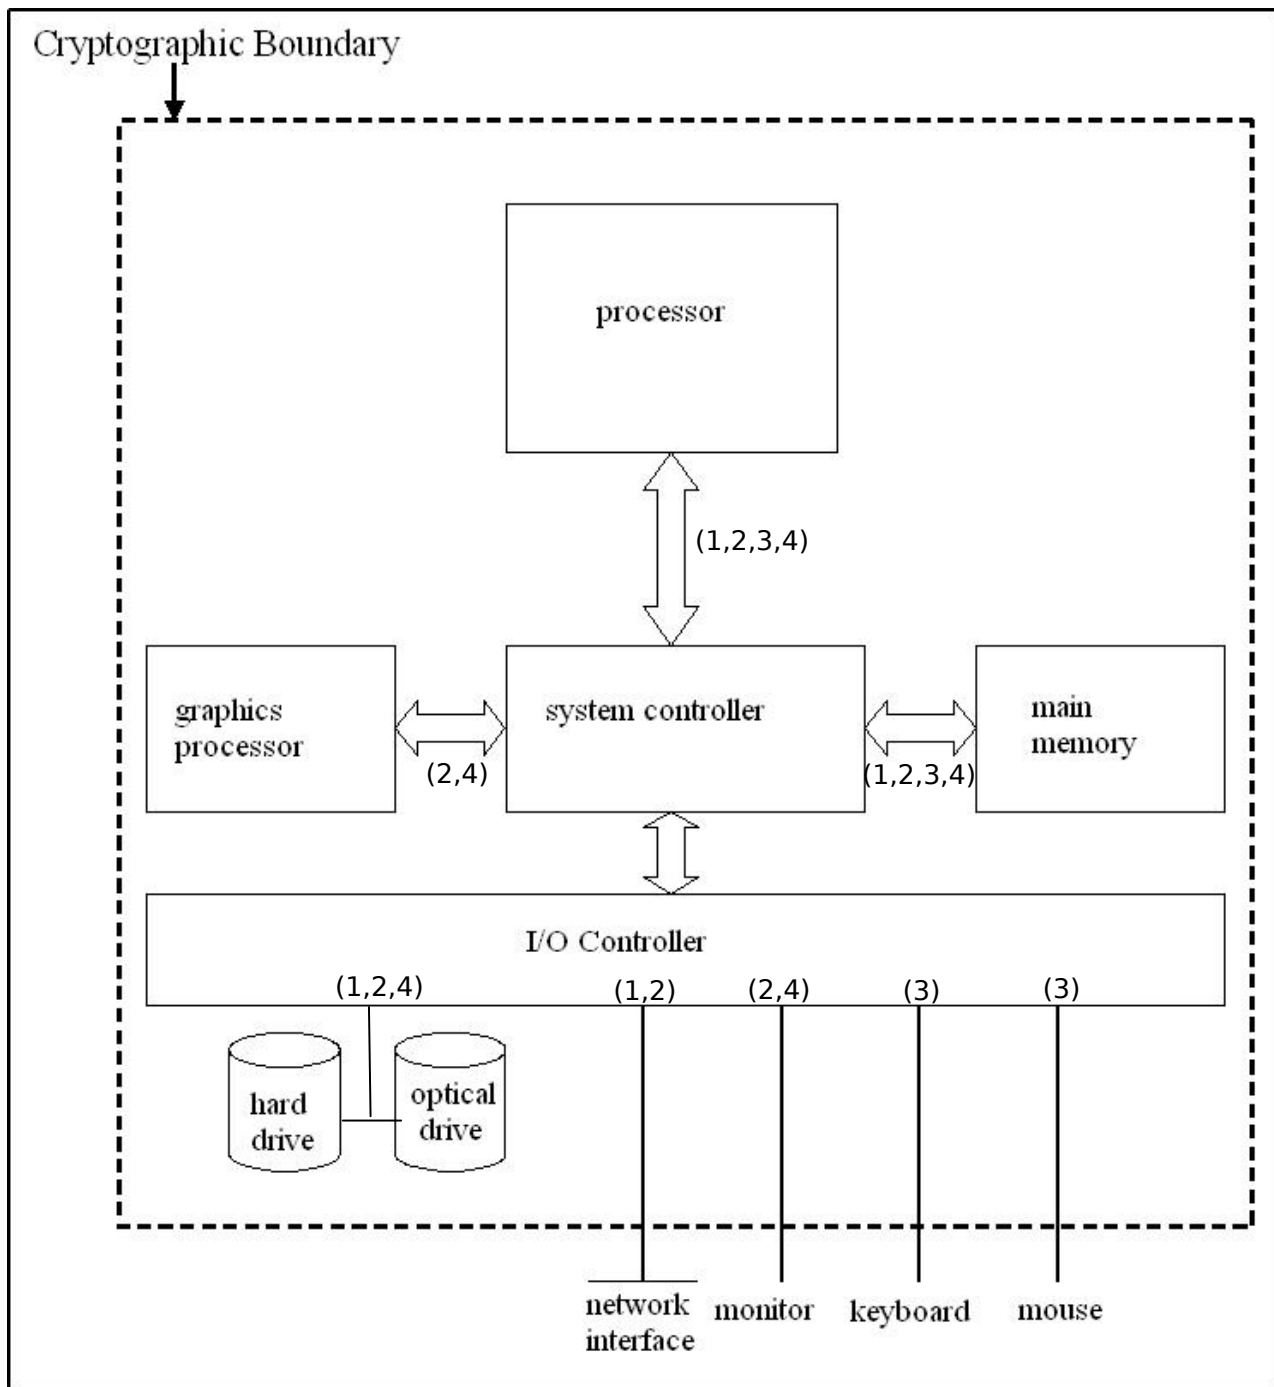 Cryptographic Boundary
processor
(1,2,3,4)
graphics
processor
system controller
main
memory
(2,4)
(1,2,3,4)
I/O Controller
(1,2,4)
(1,2)
(2,4)
(3)
(3)
hard
drive
optical
drive
network
interface
monitor
keyboard
mouse